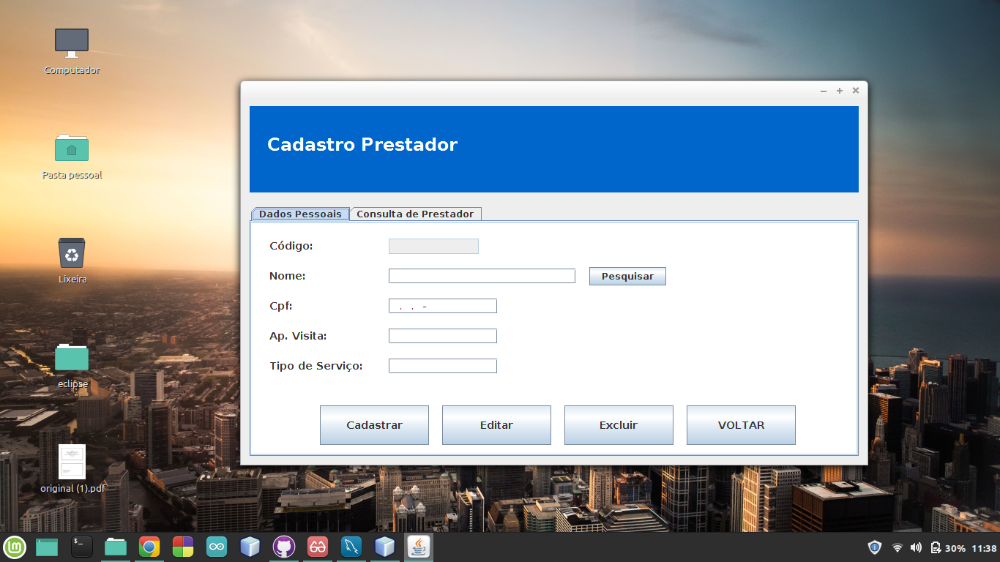 Computador
Pasta pessoal
Lixeira
eclipse
original (1).pdf
Cadastro Prestador
Dados Pessoais
Consulta de Prestador
Código:
Nome:
Pesquisar
Cpf:
. . -
Ap. Visita:
Tipo de Serviço:
Cadastrar
Editar
Excluir
VOLTAR
$_
30%
11:38